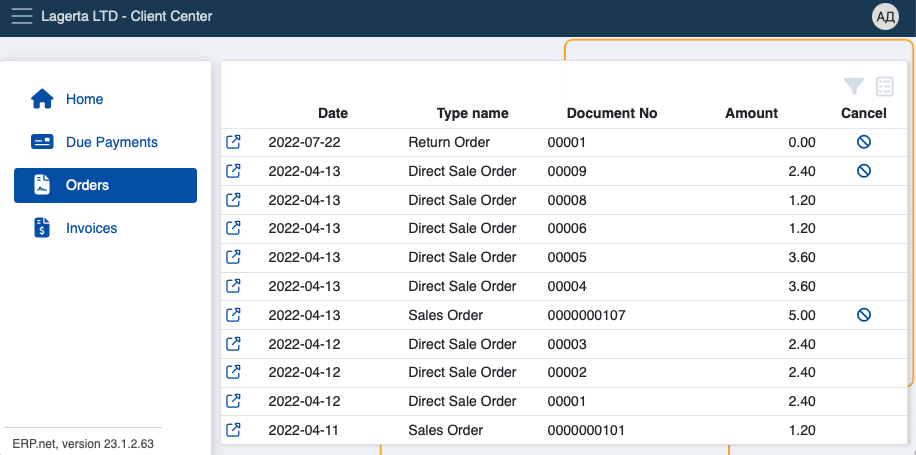 Lagerta LTD - Client Center
АД
Home
Due Payments
Orders
Invoices
Date Type name Document No Amount Cancel
2022-07-22 Return Order 00001 0.00
2022-04-13 Direct Sale Order 00009 2.40
2022-04-13 Direct Sale Order 00008 1.20
2022-04-13 Direct Sale Order 00006 1.20
2022-04-13 Direct Sale Order 00005 3.60
2022-04-13 Direct Sale Order 00004 3.60
2022-04-13 Sales Order 0000000107 5.00
2022-04-12 Direct Sale Order 00003 2.40
2022-04-12 Direct Sale Order 00002 2.40
2022-04-12 Direct Sale Order 00001 2.40
2022-04-11 Sales Order 0000000101 1.20
ERP.net, version 23.1.2.63